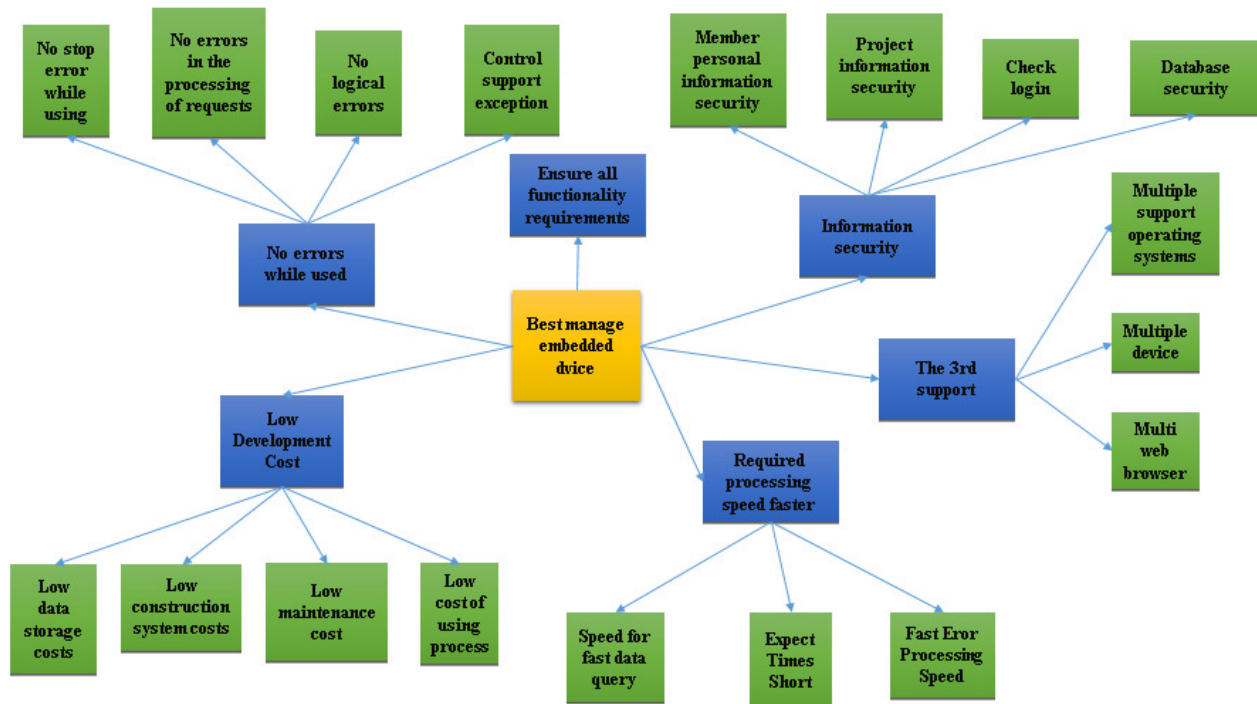 No stop
error
while
using
No errors
in the
processing
of requests
No
logical
errors
Control
support
exception
Member
personal
information
security
Project
information
security
Check
login
Database
security
Ensure all
functionality
requirements
No errors
while used
Information
security
Multiple
support
operating
systems
Best manage
embedded
dvice
The 3rd
support
Multiple
device
Multi
web
browser
Low
Development
Cost
Required
processing
speed faster
Low
data
storage
costs
Low
construction
system costs
Low
maintenance
cost
Low
cost of
using
process
Speed for
fast data
query
Expect
Times
Short
Fast Eror
Processing
Speed